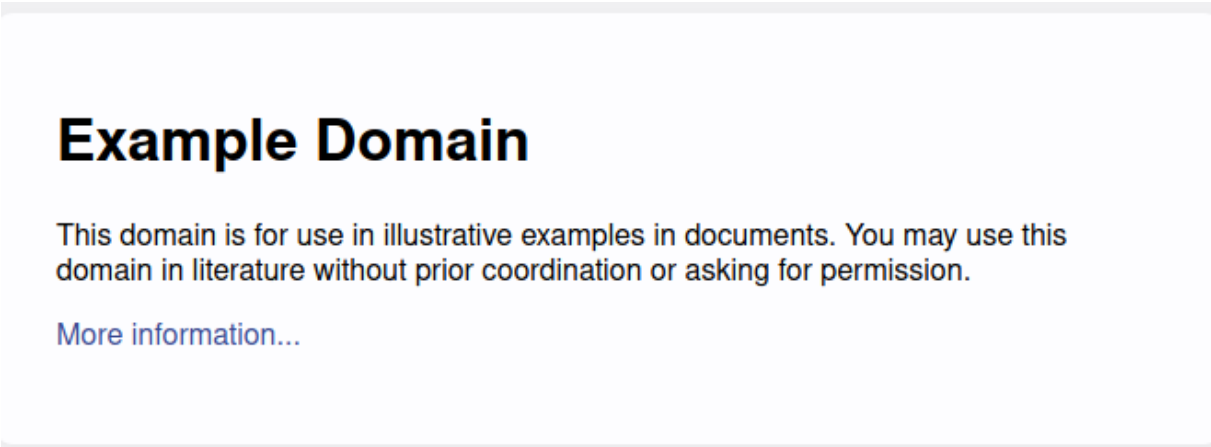 Example Domain
This domain is for use in illustrative examples in documents. You may use this
domain in literature without prior coordination or asking for permission.
More information...